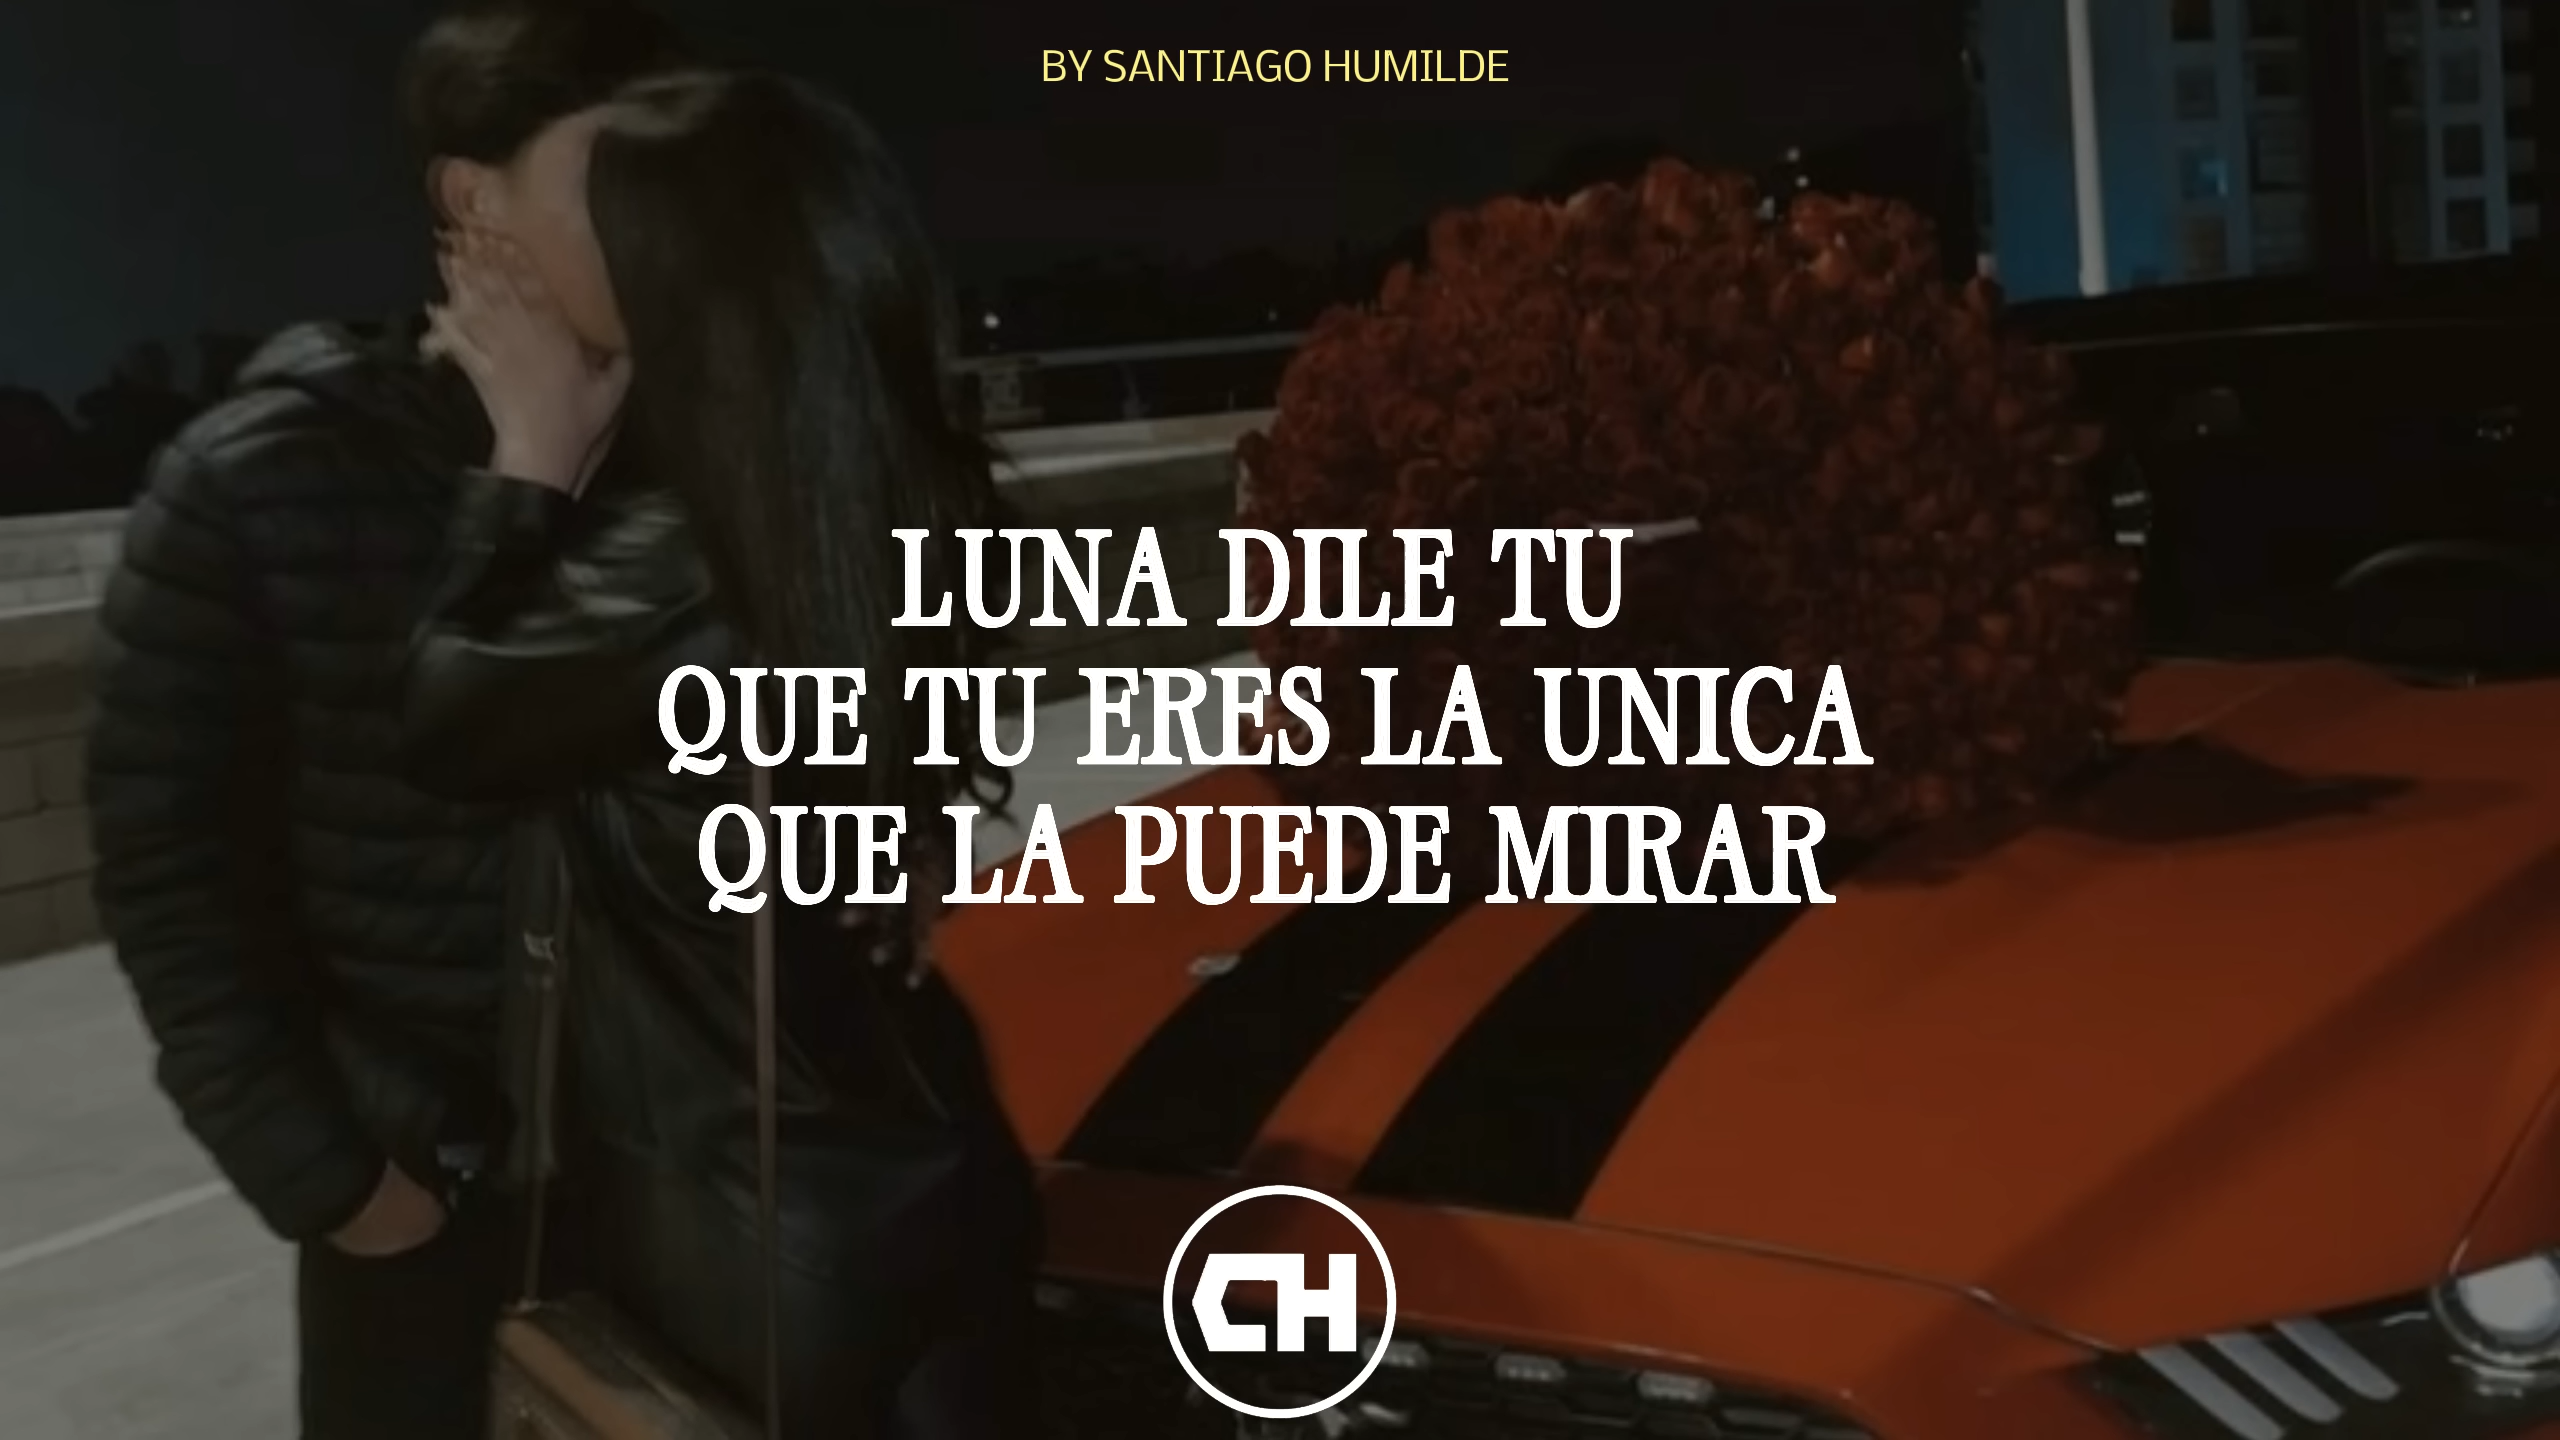 BY SANTIAGO HUMILDE
LUNA DILE TU
QUE TU ERES LA UNICA
QUE LA PUEDE MIRAR
CH